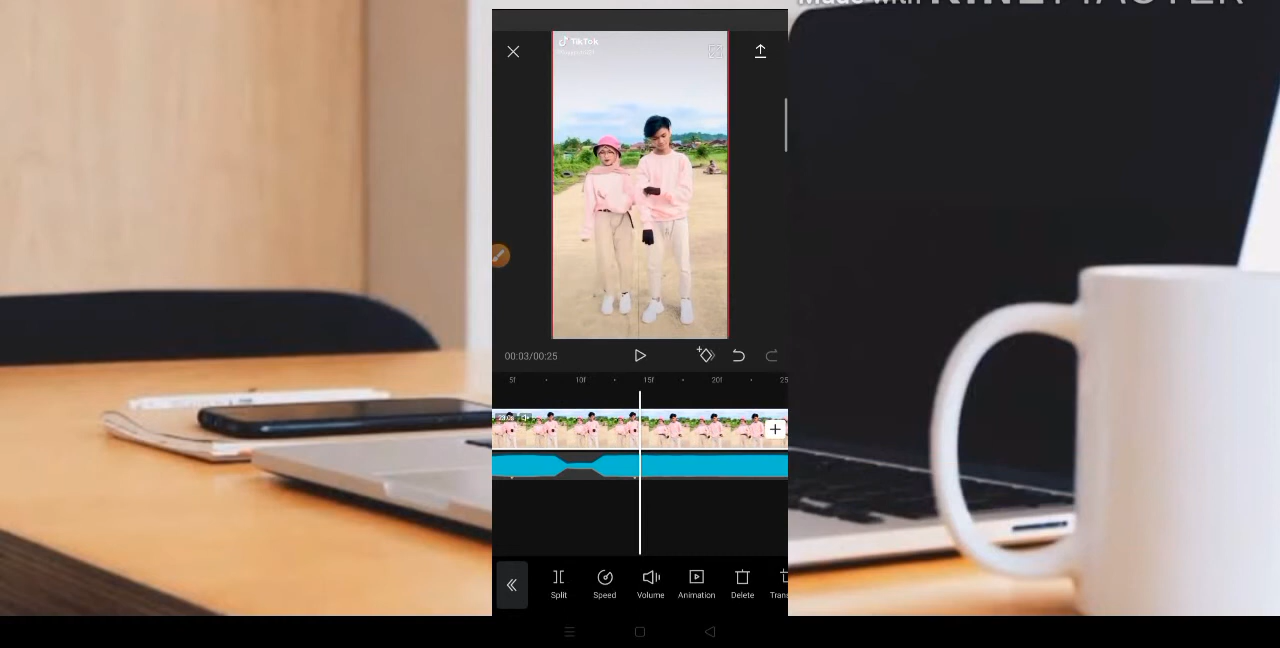 Made with KINEMASTER
TikTok
00:03/00:25
5f
10f
15f
20f
25
Split
Speed
Volume
Animation
Delete
Trans